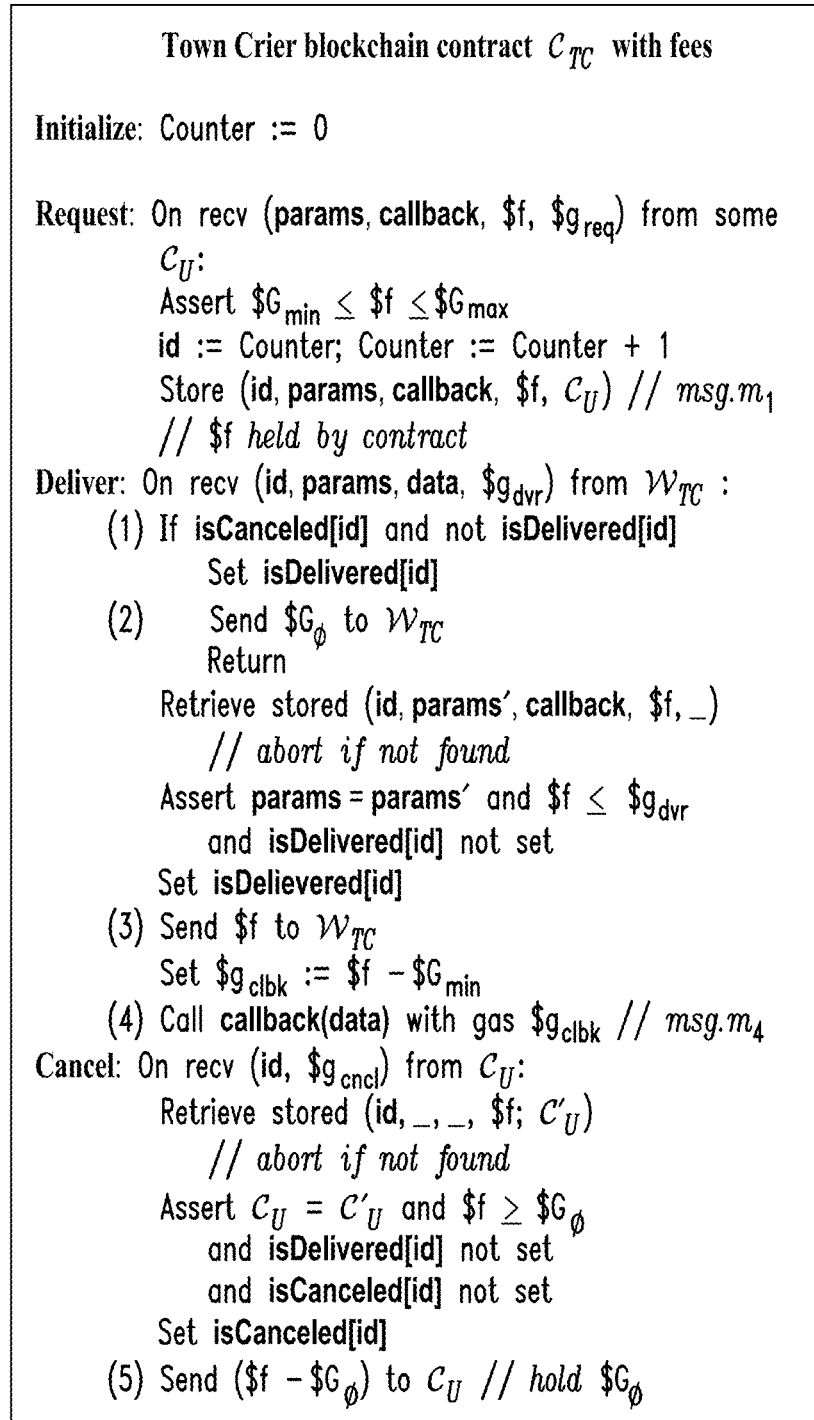 Town Crier blockchain contract 𝒞_TC with fees
Initialize: Counter := 0
Request: On recv (params, callback, $f, $g_req) from some
𝒞_U:
Assert $G_min ≤ $f ≤ $G_max
id := Counter; Counter := Counter + 1
Store (id, params, callback, $f, 𝒞_U) // msg.m_1
// $f held by contract
Deliver: On recv (id, params, data, $g_dvr) from 𝒲_TC :
(1) If isCanceled[id] and not isDelivered[id]
Set isDelivered[id]
(2) Send $G_∅ to 𝒲_TC
Return
Retrieve stored (id, params′, callback, $f, _)
// abort if not found
Assert params = params′ and $f ≤ $g_dvr
and isDelivered[id] not set
Set isDelievered[id]
(3) Send $f to 𝒲_TC
Set $g_clbk := $f − $G_min
(4) Call callback(data) with gas $g_clbk // msg.m_4
Cancel: On recv (id, $g_cncl) from 𝒞_U:
Retrieve stored (id, _, _, $f; 𝒞′_U)
// abort if not found
Assert 𝒞_U = 𝒞′_U and $f ≥ $G_∅
and isDelivered[id] not set
and isCanceled[id] not set
Set isCanceled[id]
(5) Send ($f − $G_∅) to 𝒞_U // hold $G_∅